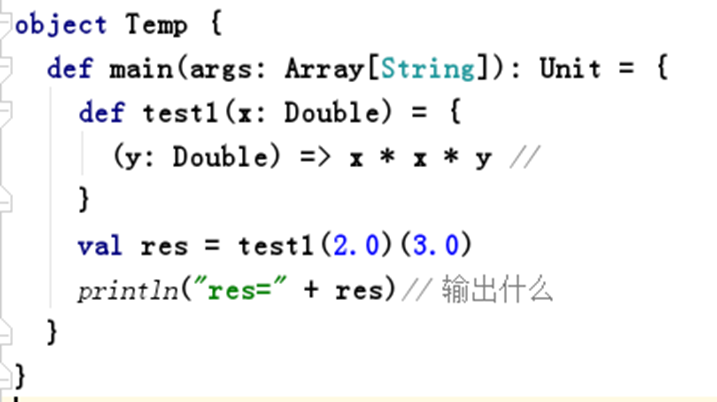 object Temp {
def main(args: Array[String]): Unit = {
def test1(x: Double) = {
(y: Double) => x * x * y //
}
val res = test1(2.0)(3.0)
println("res=" + res)// 输出什么
}
}